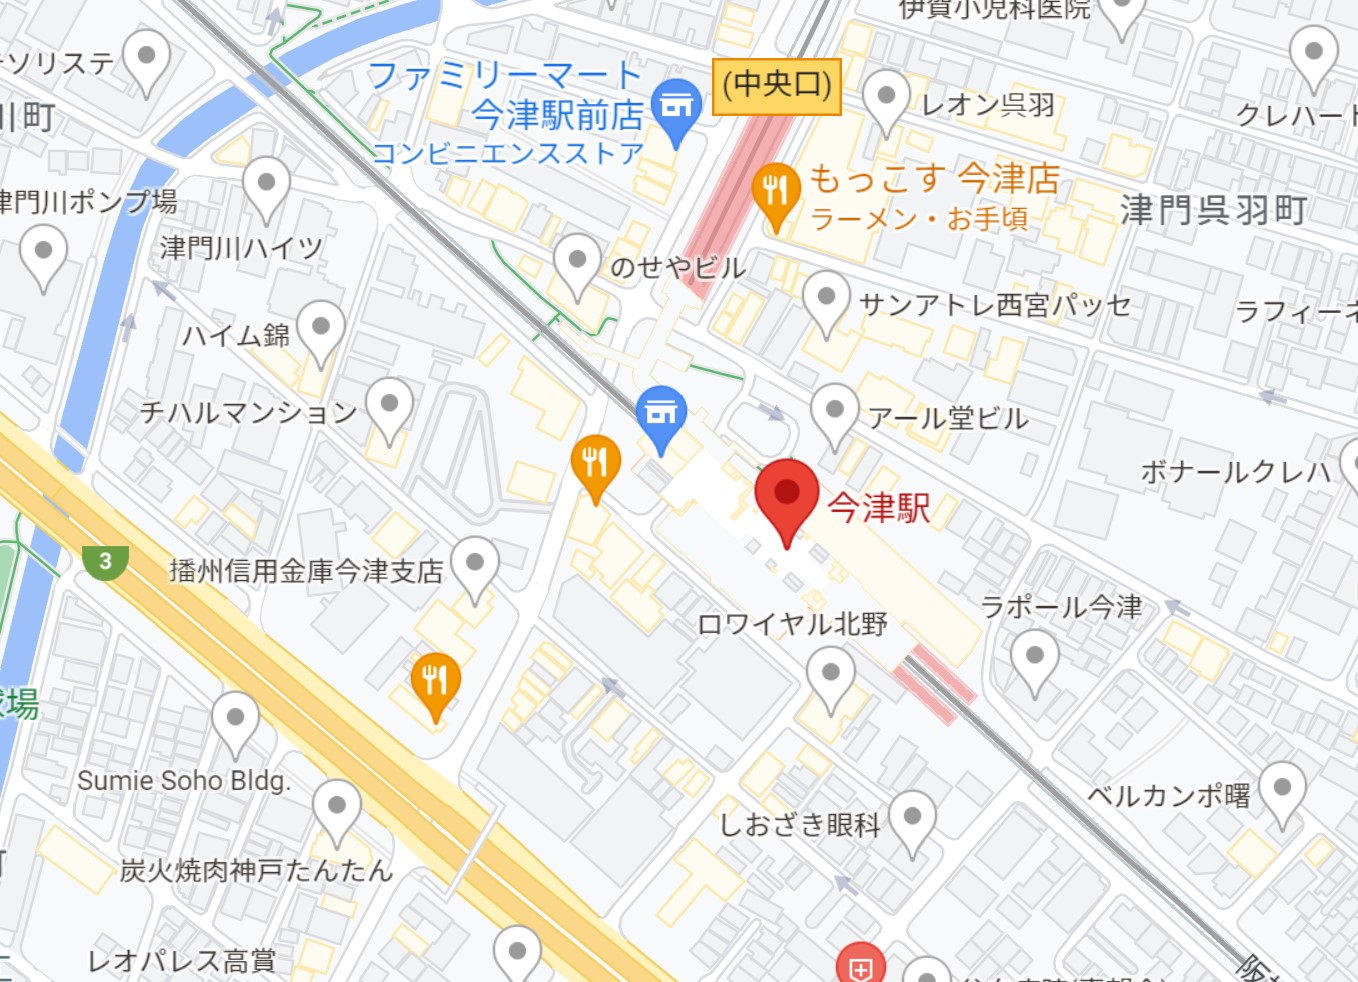 伊賀小児科医院
ソリステ
ファミリーマート
今津駅前店
コンビニエンスストア
(中央口)
レオン呉羽
クレハート
川町
もっこす 今津店
ラーメン・お手頃
津門呉羽町
津門川ポンプ場
津門川ハイツ
のせやビル
サンアトレ西宮パッセ
ラフィーネ
ハイム錦
チハルマンション
アール堂ビル
ボナールクレハ
今津駅
3
播州信用金庫今津支店
ロワイヤル北野
ラポール今津
球場
Sumie Soho Bldg.
ベルカンポ曙
しおざき眼科
炭火焼肉神戸たんたん
町
レオパレス高賞
阪